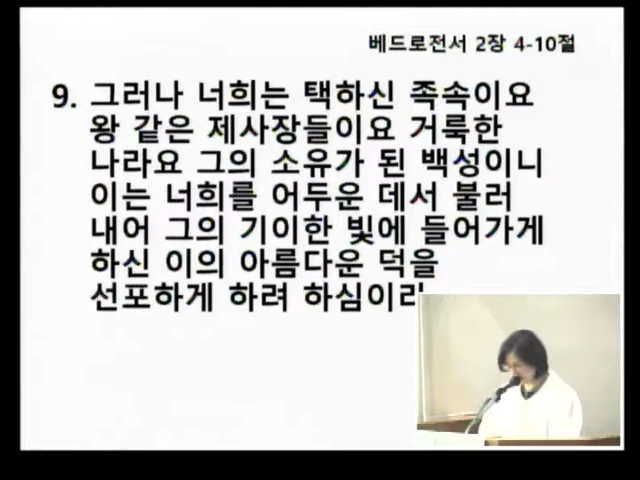 베드로전서 2장 4-10절
9. 그러나 너희는 택하신 족속이요
왕 같은 제사장들이요 거룩한
나라요 그의 소유가 된 백성이니
이는 너희를 어두운 데서 불러
내어 그의 기이한 빛에 들어가게
하신 이의 아름다운 덕을
선포하게 하려 하심이라